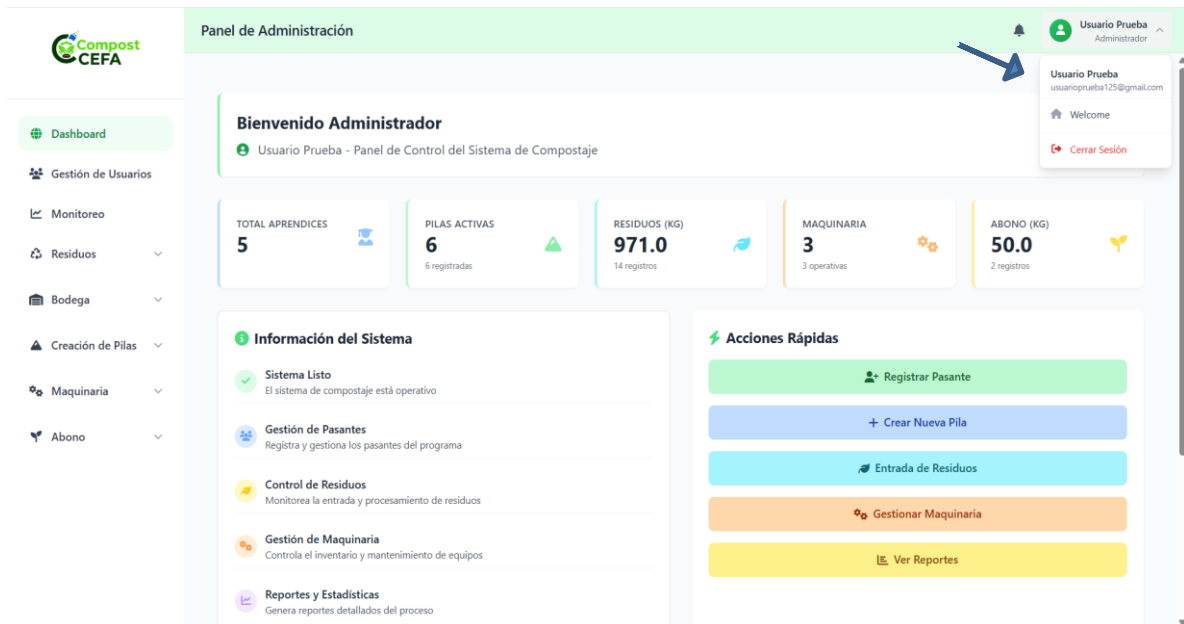 Compost
CEFA
Panel de Administración
Usuario Prueba
Administrador
Usuario Prueba
usuarioprueba125@gmail.com
Welcome
Cerrar Sesión
Dashboard
Gestión de Usuarios
Monitoreo
Residuos
Bodega
Creación de Pilas
Maquinaria
Abono
Bienvenido Administrador
Usuario Prueba - Panel de Control del Sistema de Compostaje
TOTAL APRENDICES
5
PILAS ACTIVAS
6
6 registradas
RESIDUOS (KG)
971.0
14 registros
MAQUINARIA
3
3 operativas
ABONO (KG)
50.0
2 registros
Información del Sistema
Sistema Listo
El sistema de compostaje está operativo
Gestión de Pasantes
Registra y gestiona los pasantes del programa
Control de Residuos
Monitorea la entrada y procesamiento de residuos
Gestión de Maquinaria
Controla el inventario y mantenimiento de equipos
Reportes y Estadísticas
Genera reportes detallados del proceso
Acciones Rápidas
Registrar Pasante
Crear Nueva Pila
Entrada de Residuos
Gestionar Maquinaria
Ver Reportes